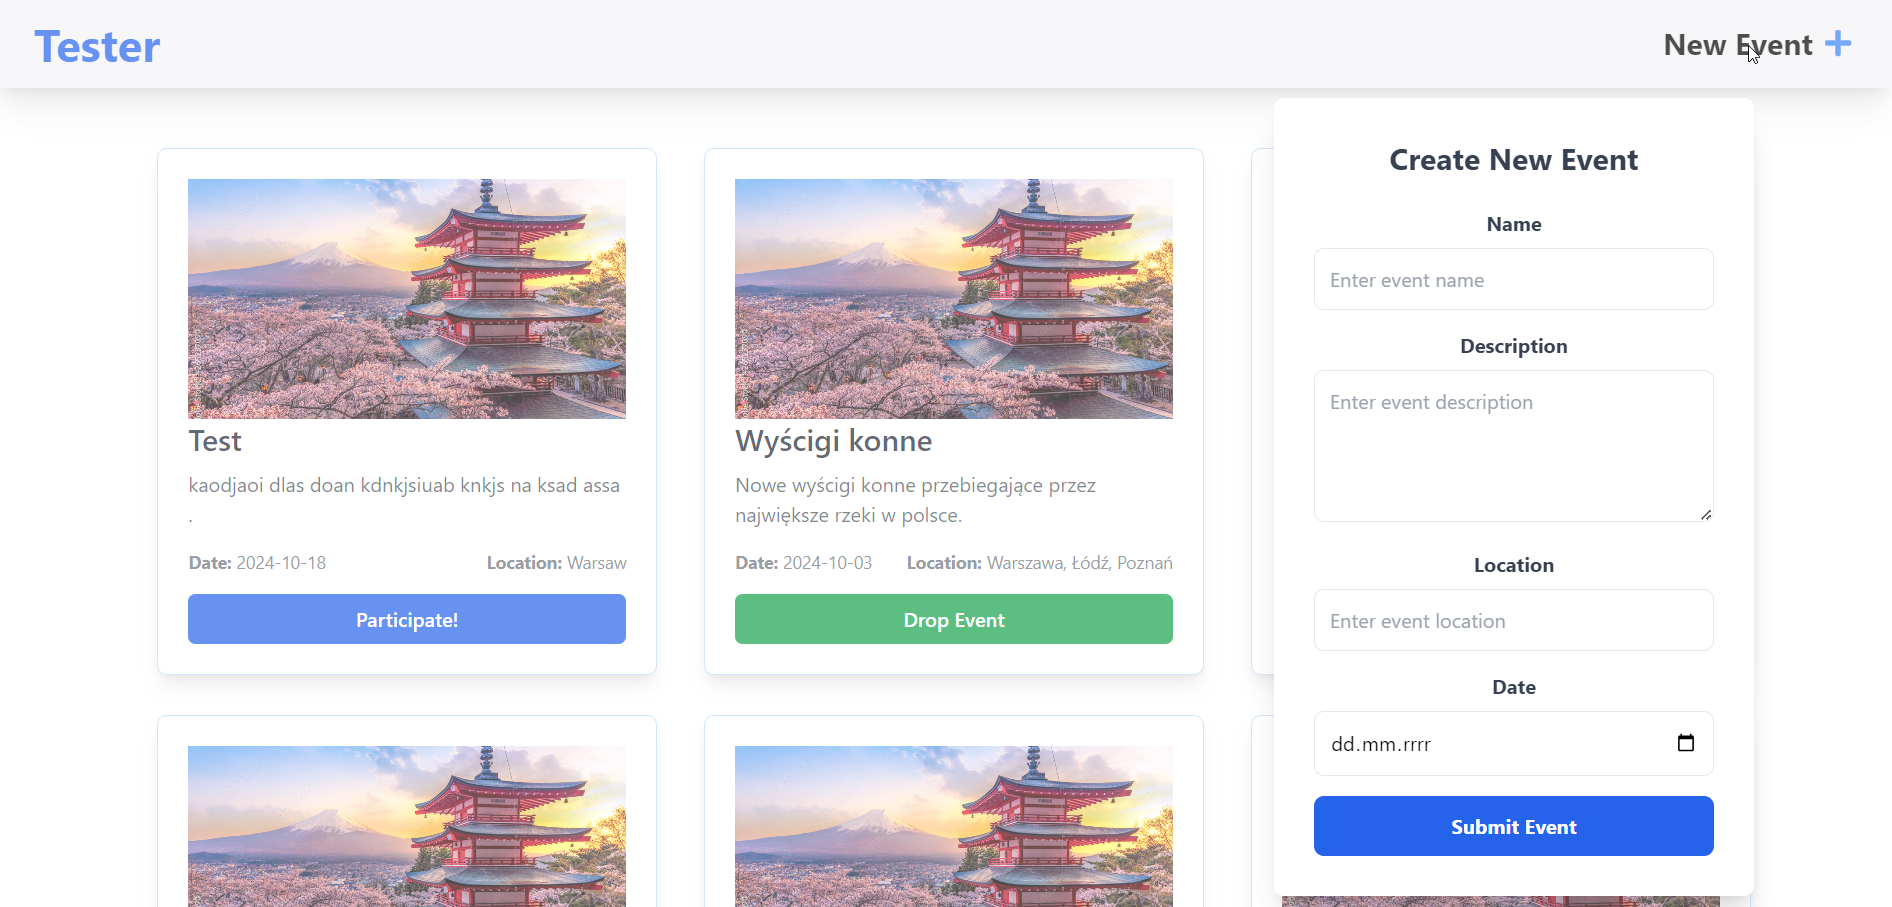 Tester
New Event
Test
kaodjaoi dlas doan kdnkjsiuab knkjs na ksad assa
.
Date: 2024-10-18
Location: Warsaw
Participate!
Wyścigi konne
Nowe wyścigi konne przebiegające przez
największe rzeki w polsce.
Date: 2024-10-03
Location: Warszawa, Łódź, Poznań
Drop Event
Create New Event
Name
Enter event name
Description
Enter event description
Location
Enter event location
Date
dd.mm.rrrr
Submit Event